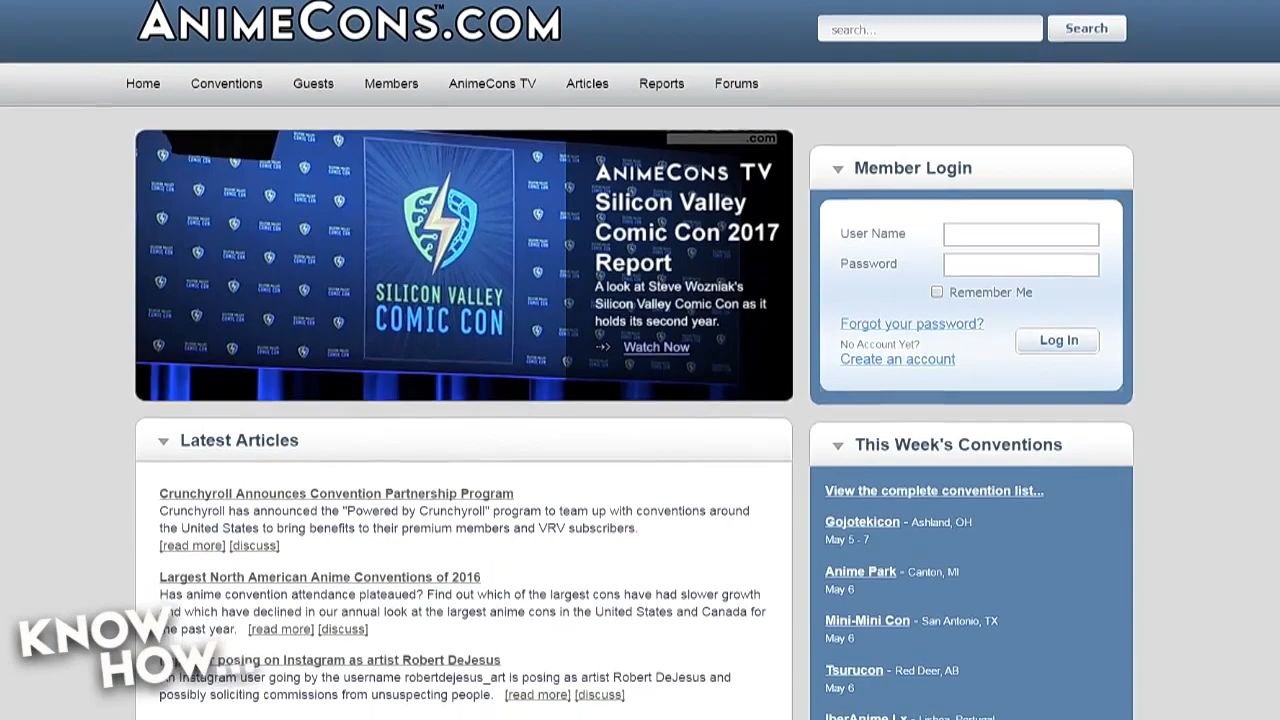 ANIMECONS.COM™
search...
Search
Home
Conventions
Guests
Members
AnimeCons TV
Articles
Reports
Forums
.com
SILICON VALLEY
COMIC CON
ANIMECONS TV
Silicon Valley
Comic Con 2017
Report
A look at Steve Wozniak's
Silicon Valley Comic Con as it
holds its second year.
Watch Now
Member Login
User Name
Password
Remember Me
Forgot your password?
No Account Yet?
Create an account
Log In
Latest Articles
Crunchyroll Announces Convention Partnership Program
Crunchyroll has announced the "Powered by Crunchyroll" program to team up with conventions around
the United States to bring benefits to their premium members and VRV subscribers.
[read more] [discuss]
Largest North American Anime Conventions of 2016
Has anime convention attendance plateaued? Find out which of the largest cons have had slower growth
and which have declined in our annual look at the largest anime cons in the United States and Canada for
the past year. [read more] [discuss]
posing on Instagram as artist Robert DeJesus
An Instagram user going by the username robertdejesus_art is posing as artist Robert DeJesus and
possibly soliciting commissions from unsuspecting people. [read more] [discuss]
This Week's Conventions
View the complete convention list...
Gojotekicon - Ashland, OH
May 5 - 7
Anime Park - Canton, MI
May 6
Mini-Mini Con - San Antonio, TX
May 6
Tsurucon - Red Deer, AB
May 6
IberAnime Lx - Lisboa, Portugal
KNOW
HOW...